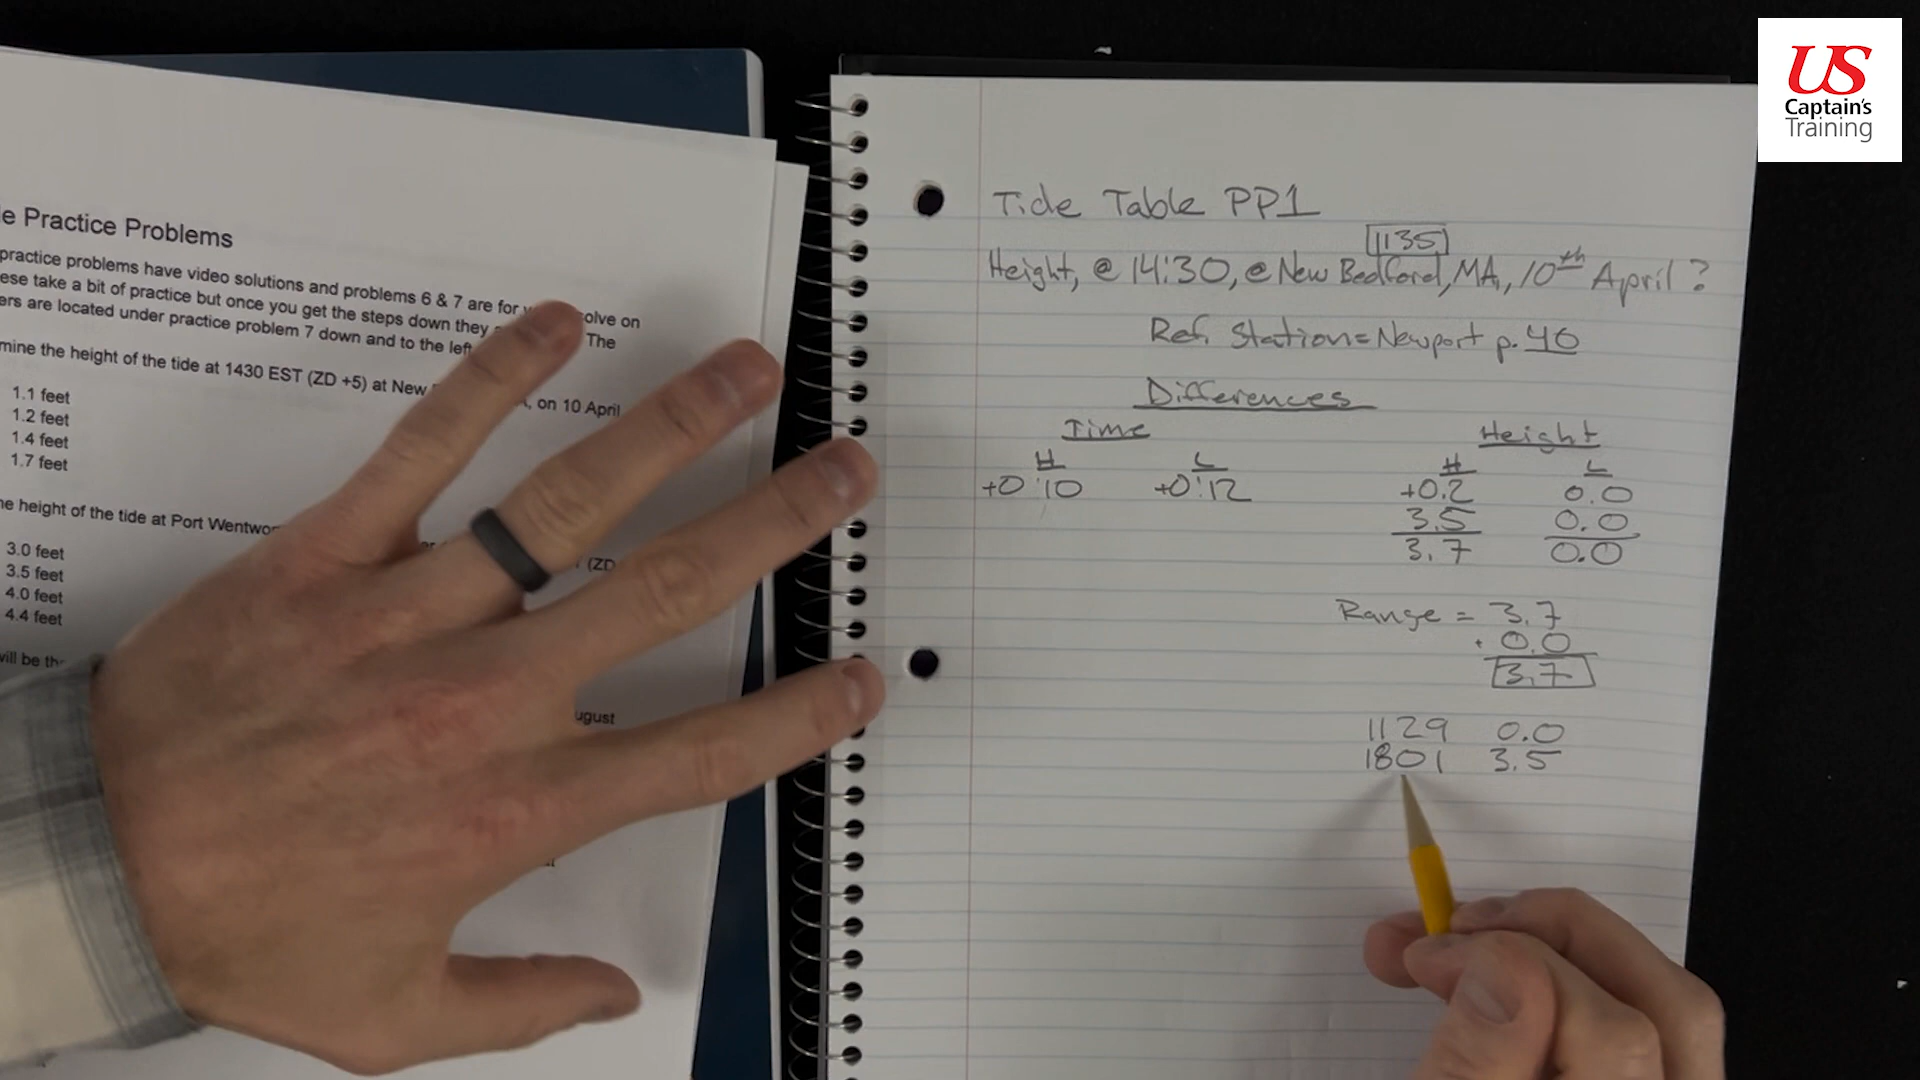 US
Captain's
Training
e Practice Problems
practice problems have video solutions and problems 6 & 7 are for olve on
ese take a bit of practice but once you get the steps down they The
ers are located under practice problem 7 down and to the left
mine the height of the tide at 1430 EST (ZD +5) at New on 10 April
1.1 feet
1.2 feet
1.4 feet
1.7 feet
he height of the tide at Port Wentwor (ZD
3.0 feet
3.5 feet
4.0 feet
4.4 feet
will be
ugust
Tide Table PP1
1135
Height, @ 14:30, @ New Bedford, MA, 10th April ?
Ref. Station = Newport p. 40
Differences
Time Height
H L H L
+0:10 +0:12 +0.2 0.0
3.5 0.0
3.7 0.0
Range = 3.7
+ 0.0
3.7
1129 0.0
1801 3.5